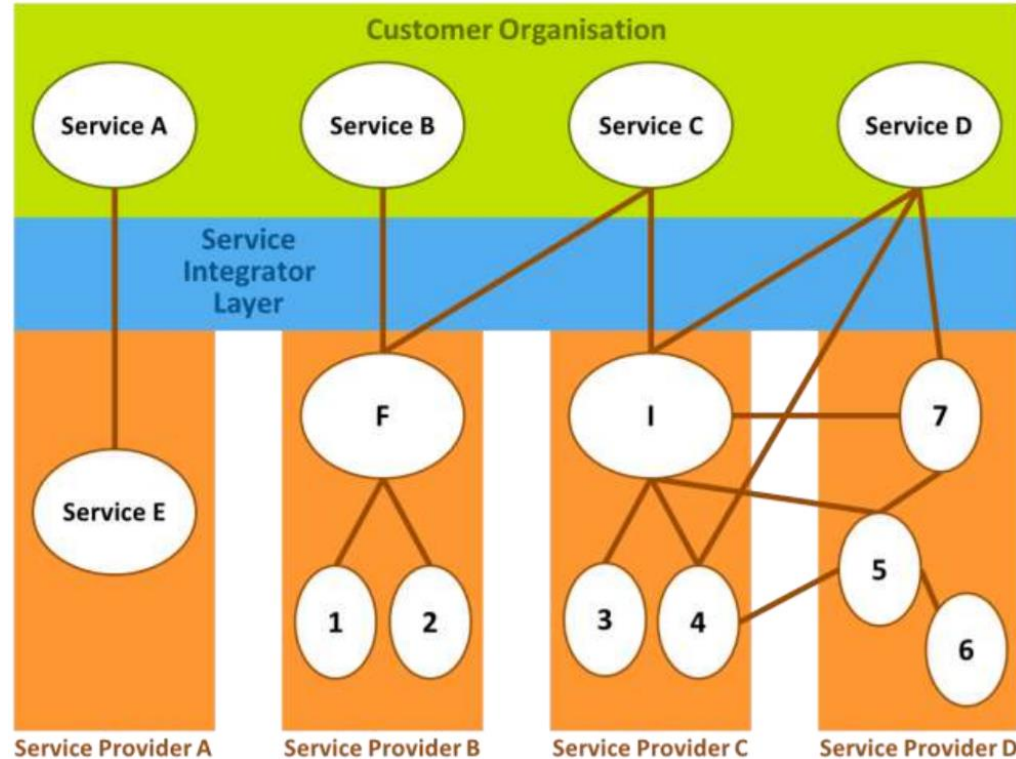 Customer Organisation
Service A
Service B
Service C
Service D
Service
Integrator
Layer
F
I
7
Service E
5
1
2
3
4
6
Service Provider A
Service Provider B
Service Provider C
Service Provider D